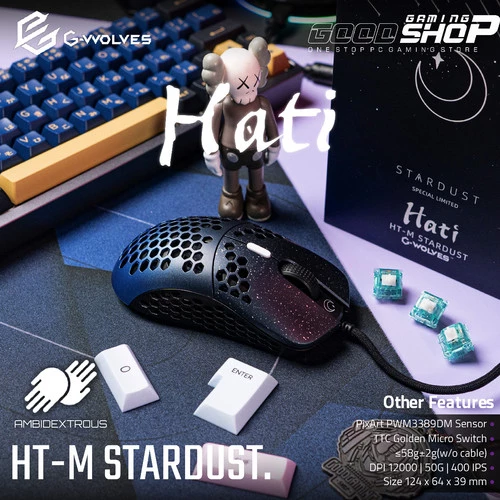 G-WOLVES
GAMING
GOOD SHOP
ONE STOP PC GAMING STORE
Hati
STARDUST
SPECIAL LIMITED
Hati
HT-M STARDUST
G-WOLVES
O
ENTER
AMBIDEXTROUS
HT-M STARDUST.
Other Features
PixArt PWM3389DM Sensor
TTC Golden Micro Switch
≤58g±2g(w/o cable)
DPI 12000 | 50G | 400 IPS
Size 124 x 64 x 39 mm